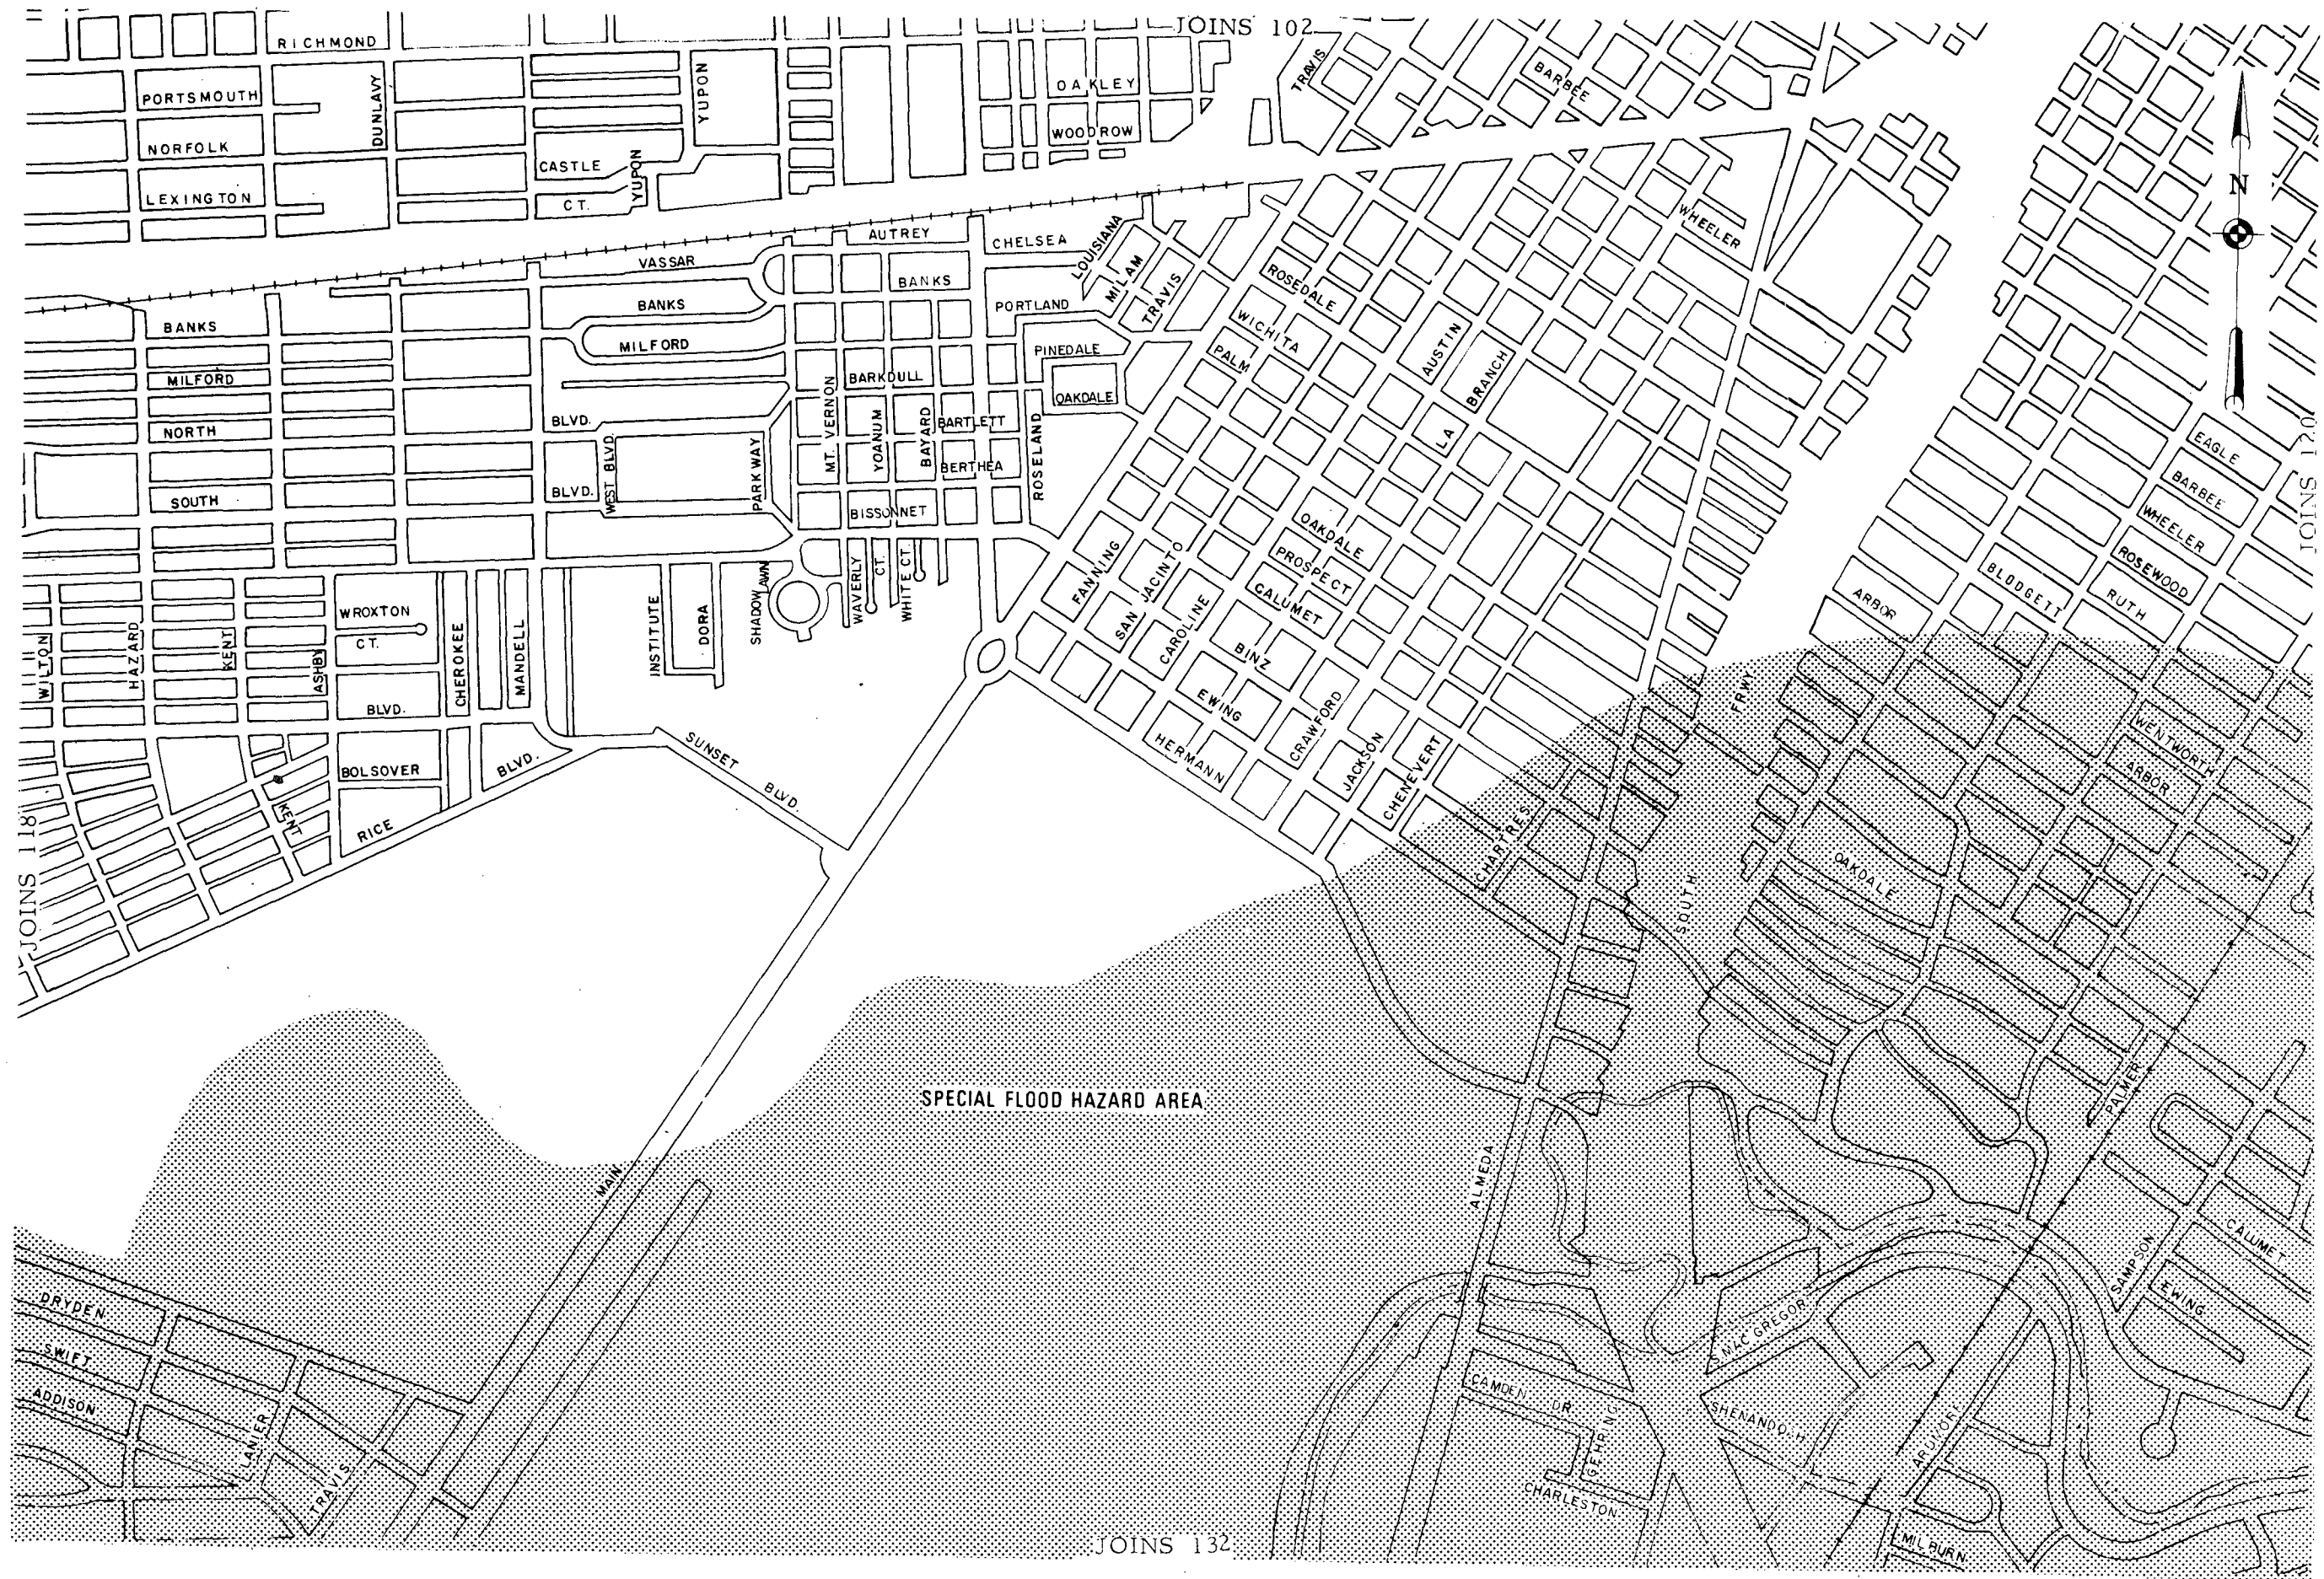 JOINS 102
RICHMOND
PORTSMOUTH
DUNLAVY
NORFOLK
LEXINGTON
CASTLE
CT.
YUPON
YUPON
OAKLEY
WOODROW
TRAVIS
BARBEE
N
AUTREY
CHELSEA
VASSAR
BANKS
BANKS
BANKS
MILFORD
PORTLAND
LOUISIANA
MILAM
TRAVIS
WHEELER
ROSEDALE
WICHITA
PALM
PINEDALE
OAKDALE
AUSTIN
LA BRANCH
MILFORD
BARKDULL
NORTH
BLVD.
SOUTH
BLVD.
WEST BLVD.
PARKWAY
MT. VERNON
YOANUM
BAYARD
BARTLETT
BERTHEA
BISSONNET
ROSELAND
EAGLE
BARBEE
WHEELER
ROSEWOOD
RUTH
BLODGETT
ARBOR
JOINS 120
OAKDALE
PROSPECT
CALUMET
BINZ
EWING
HERMANN
FANNING
SAN JACINTO
CAROLINE
CRAWFORD
JACKSON
CHENEVERT
CHARTRES
WILTON
HAZARD
KENT
ASHBY
WROXTON
CT.
BLVD.
CHEROKEE
MANDELL
INSTITUTE
DORA
SHADOWLAWN
WAVERLY
CT.
WHITE CT.
BOLSOVER
KENT
RICE
BLVD.
SUNSET
BLVD.
JOINS 118
SOUTH
FRWY
WENTWORTH
ARBOR
OAKDALE
PALMER
SPECIAL FLOOD HAZARD AREA
MAIN
ALMEDA
CALUMET
SAMPSON
EWING
DRYDEN
SWIFT
ADDISON
LANIER
TRAVIS
S MAC GREGOR
CAMDEN
DR
GEHRING
SHENANDOAH
CHARLESTON
MILBURN
JOINS 132